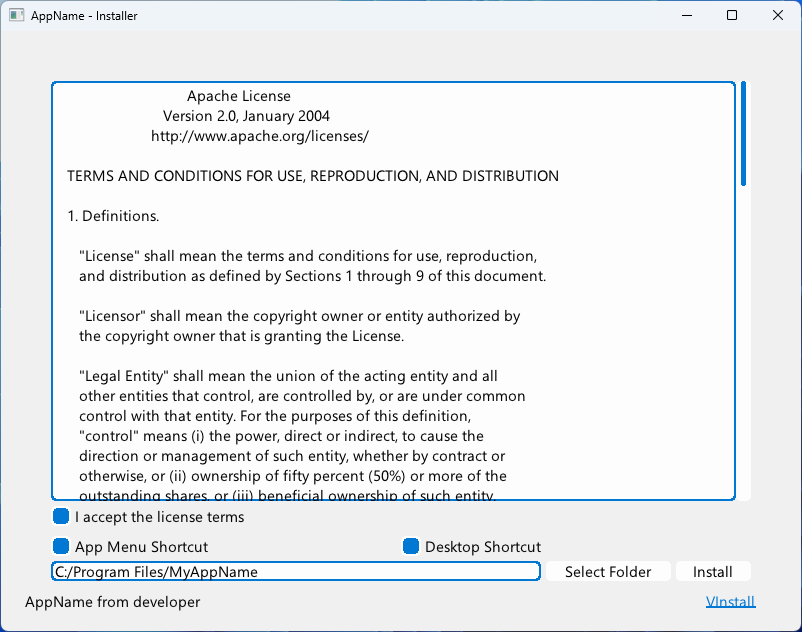 AppName - Installer
Apache License
Version 2.0, January 2004
http://www.apache.org/licenses/
TERMS AND CONDITIONS FOR USE, REPRODUCTION, AND DISTRIBUTION
1. Definitions.
"License" shall mean the terms and conditions for use, reproduction,
and distribution as defined by Sections 1 through 9 of this document.
"Licensor" shall mean the copyright owner or entity authorized by
the copyright owner that is granting the License.
"Legal Entity" shall mean the union of the acting entity and all
other entities that control, are controlled by, or are under common
control with that entity. For the purposes of this definition,
"control" means (i) the power, direct or indirect, to cause the
direction or management of such entity, whether by contract or
otherwise, or (ii) ownership of fifty percent (50%) or more of the
outstanding shares, or (iii) beneficial ownership of such entity.
I accept the license terms
App Menu Shortcut
Desktop Shortcut
C:/Program Files/MyAppName
Select Folder
Install
AppName from developer
VInstall